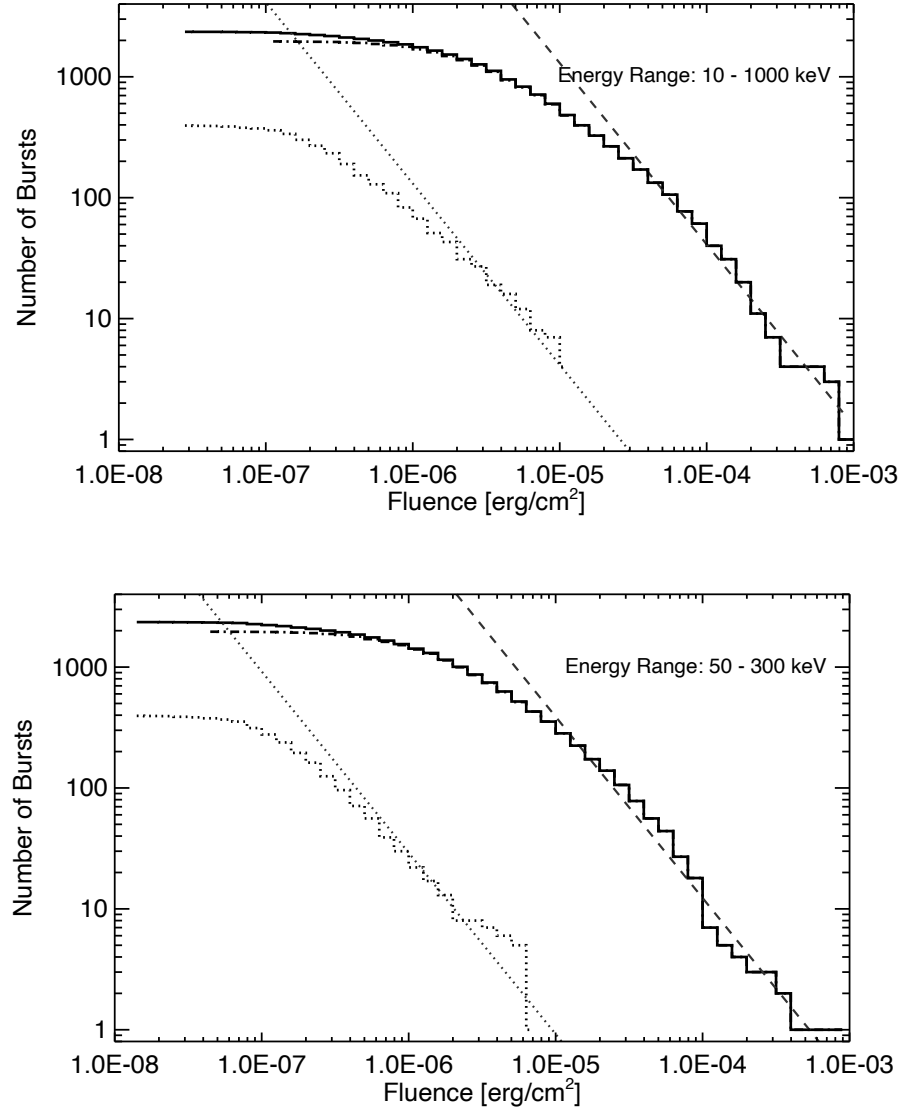 1000
100
10
1
Number of Bursts
Energy Range: 10 - 1000 keV
1.0E-08 1.0E-07 1.0E-06 1.0E-05 1.0E-04 1.0E-03
Fluence [erg/cm²]
1000
100
10
1
Number of Bursts
Energy Range: 50 - 300 keV
1.0E-08 1.0E-07 1.0E-06 1.0E-05 1.0E-04 1.0E-03
Fluence [erg/cm²]